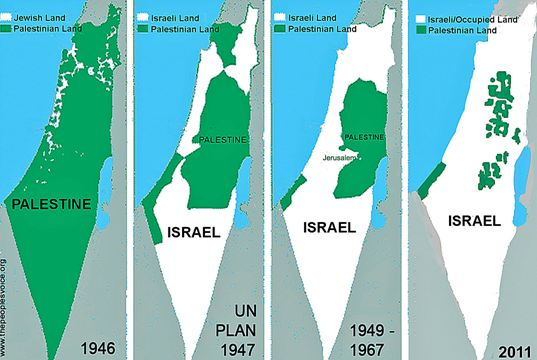 Jewish Land
Palestinian Land
PALESTINE
1946
www.thepeoplesvoice.org
Israeli Land
Palestinian Land
PALESTINE
ISRAEL
UN
PLAN
1947
Israeli Land
Palestinian Land
PALESTINE
Jerusalem
ISRAEL
1949 -
1967
Israeli/Occupied Land
Palestinian Land
ISRAEL
2011